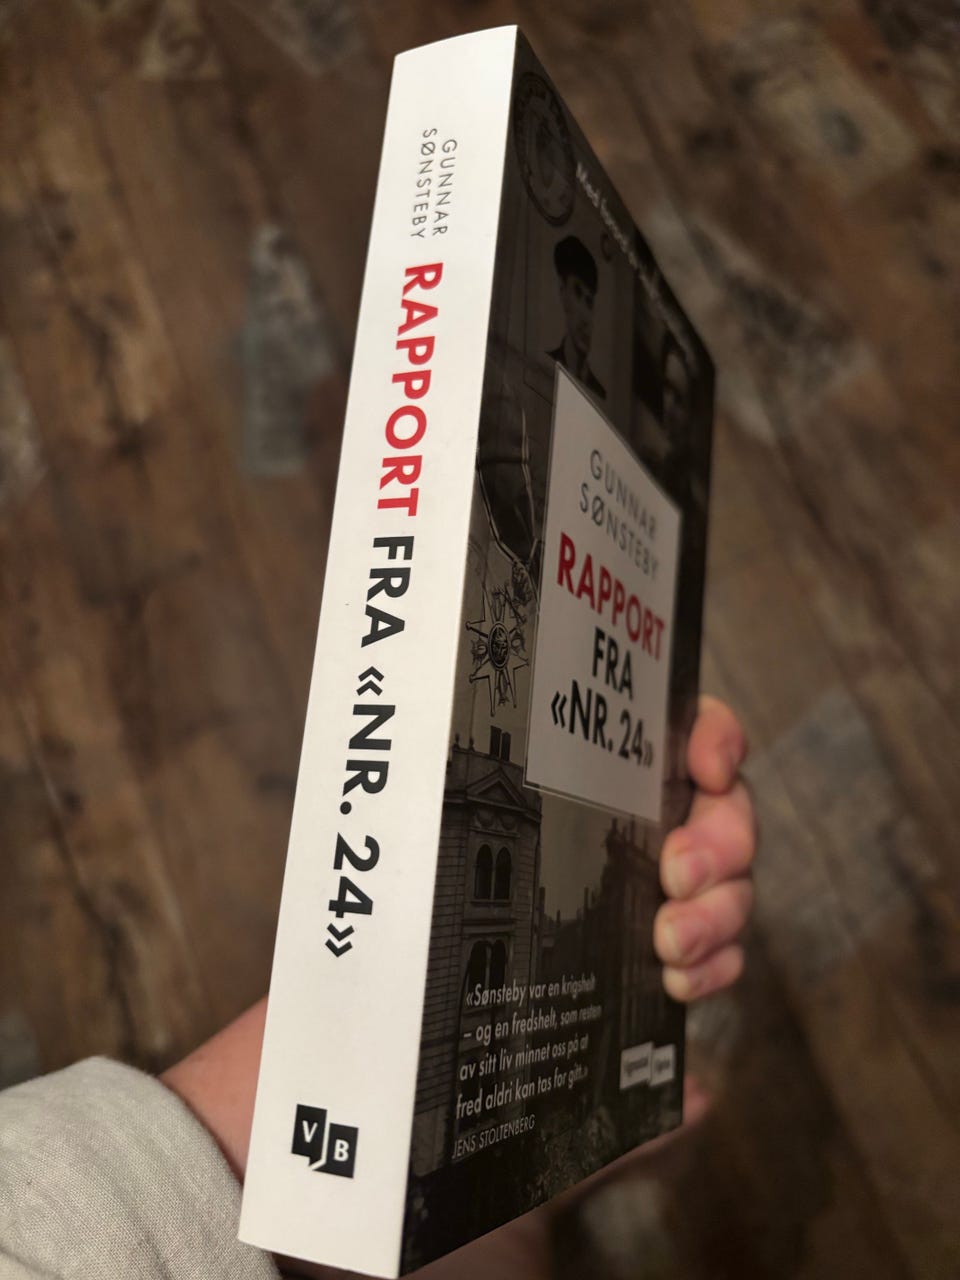 GUNNAR
SØNSTEBY
RAPPORT FRA «NR. 24»
V B
GUNNAR
SØNSTEBY
RAPPORT
FRA
«NR. 24»
«Sønsteby var en krigshelt
– og en fredshelt, som resten
av sitt liv minnet oss på at
fred aldri kan tas for gitt.»
JENS STOLTENBERG